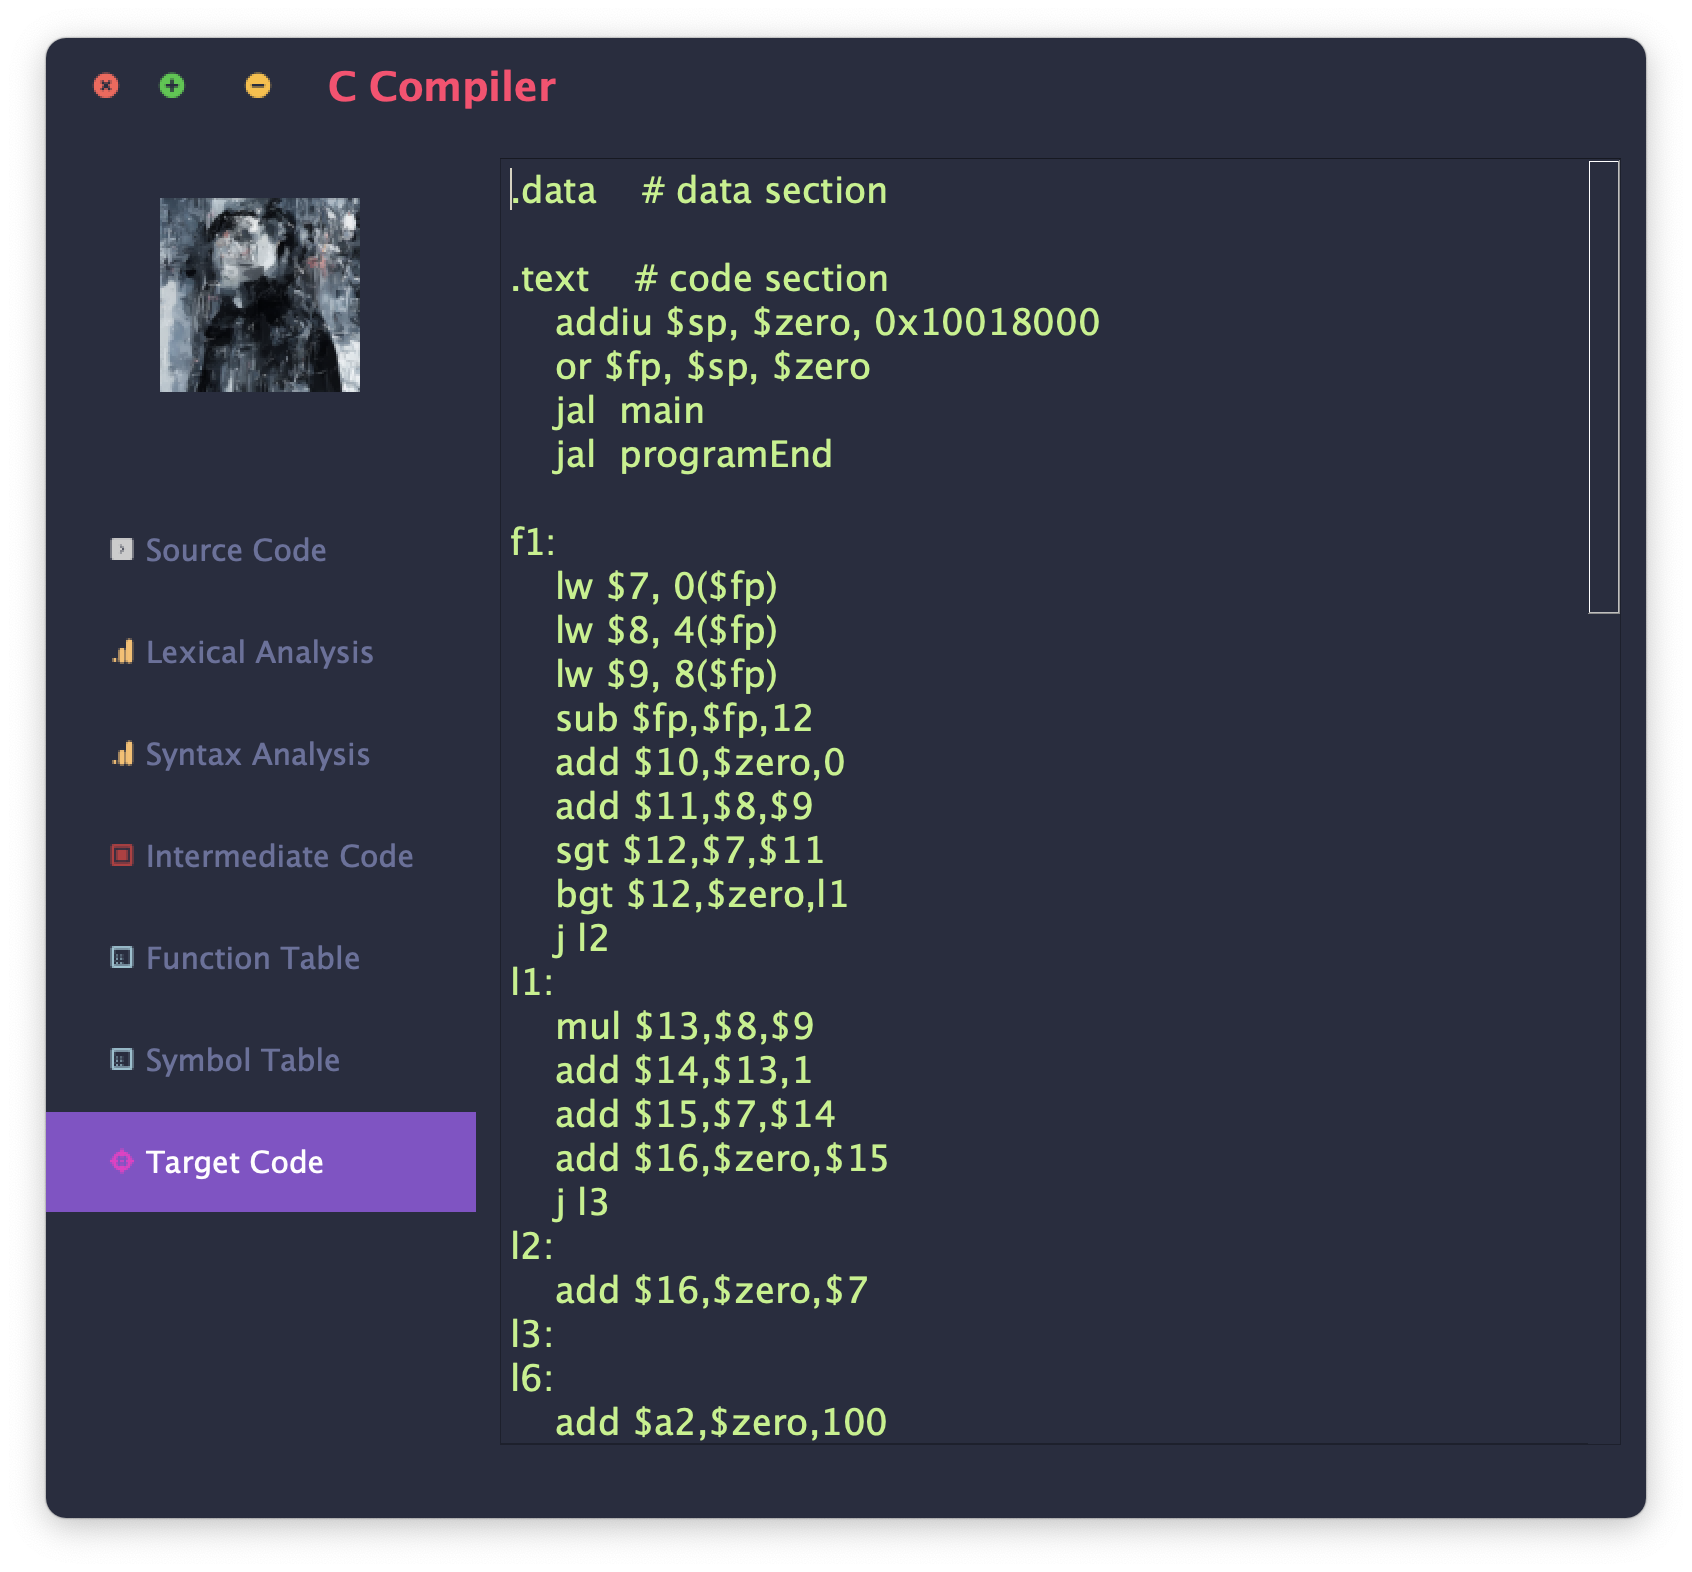 C Compiler
Source Code
Lexical Analysis
Syntax Analysis
Intermediate Code
Function Table
Symbol Table
Target Code
.data    # data section

.text    # code section
    addiu $sp, $zero, 0x10018000
    or $fp, $sp, $zero
    jal  main
    jal  programEnd

f1:
    lw $7, 0($fp)
    lw $8, 4($fp)
    lw $9, 8($fp)
    sub $fp,$fp,12
    add $10,$zero,0
    add $11,$8,$9
    sgt $12,$7,$11
    bgt $12,$zero,l1
    j l2
l1:
    mul $13,$8,$9
    add $14,$13,1
    add $15,$7,$14
    add $16,$zero,$15
    j l3
l2:
    add $16,$zero,$7
l3:
l6:
    add $a2,$zero,100